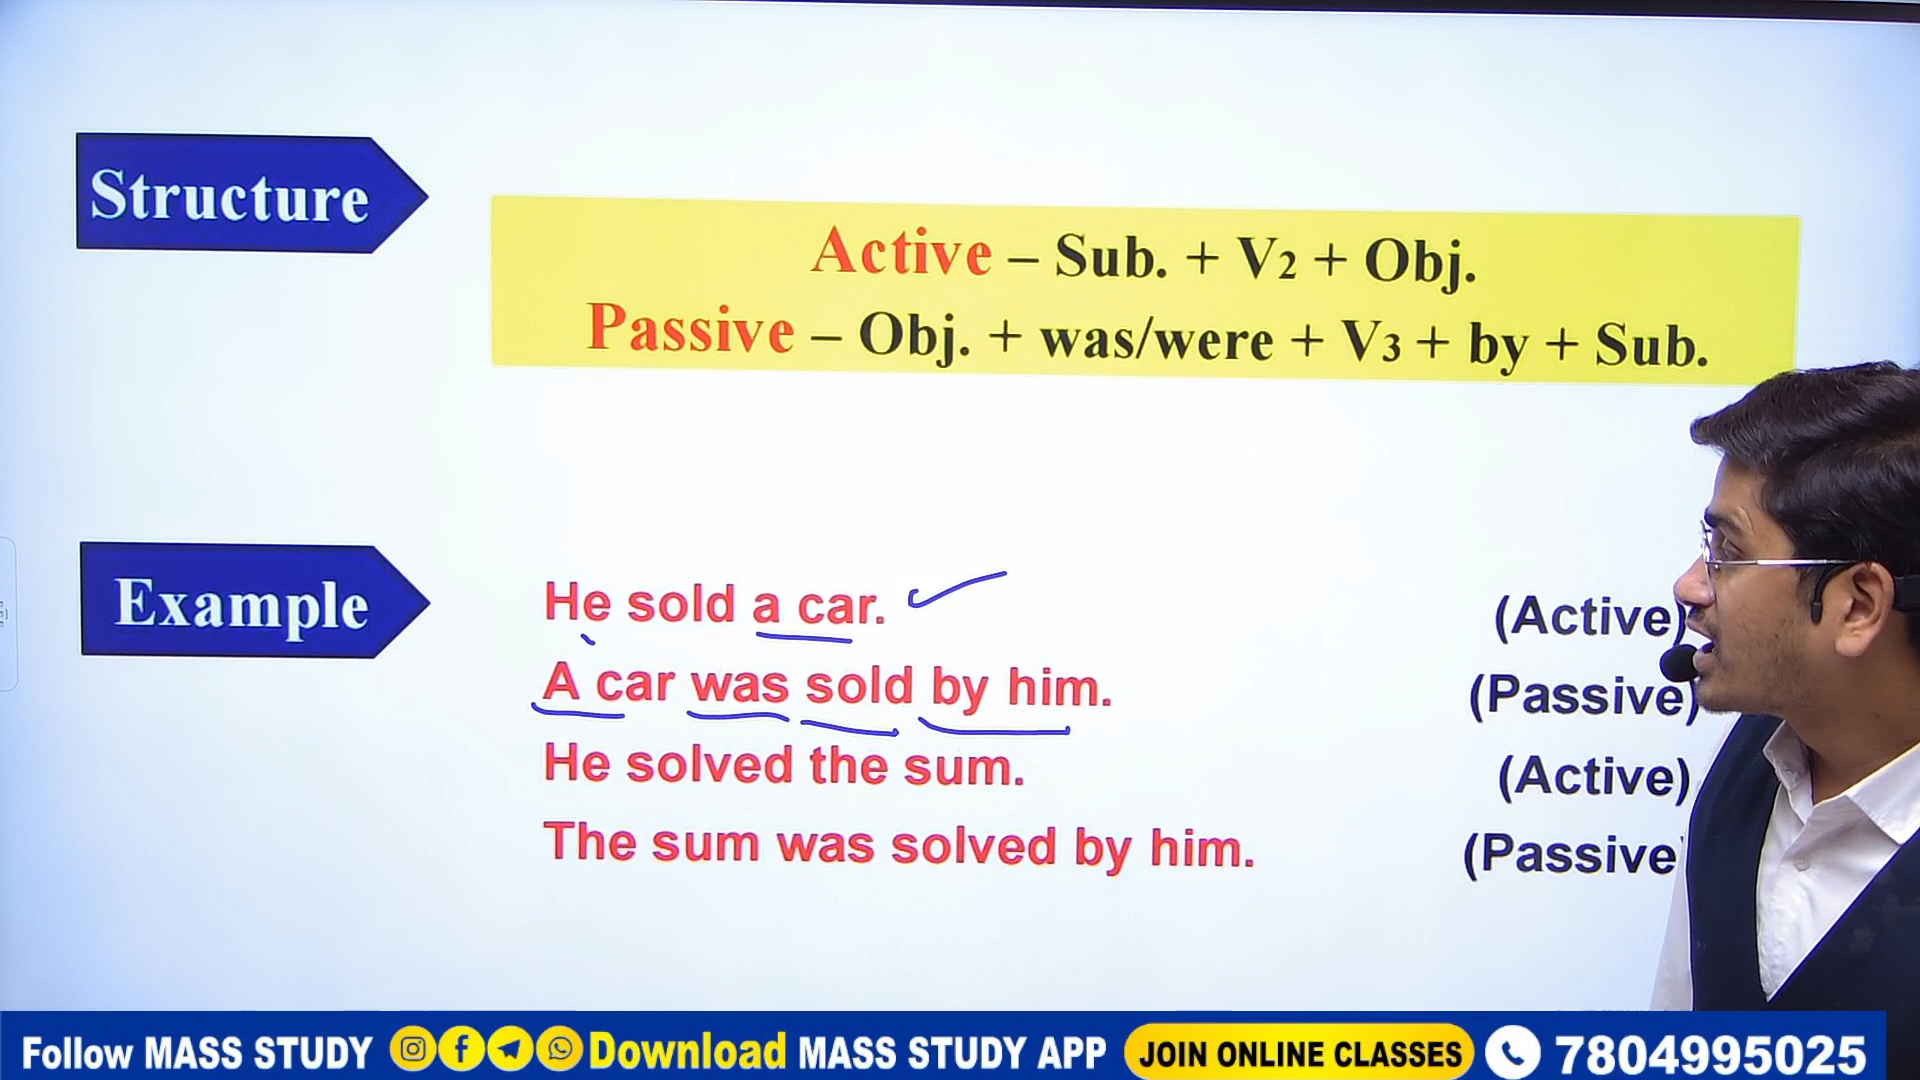 Structure
Active – Sub. + V2 + Obj.
Passive – Obj. + was/were + V3 + by + Sub.
Example
He sold a car. (Active)
A car was sold by him. (Passive)
He solved the sum. (Active)
The sum was solved by him. (Passive
Follow MASS STUDY Download MASS STUDY APP JOIN ONLINE CLASSES 7804995025